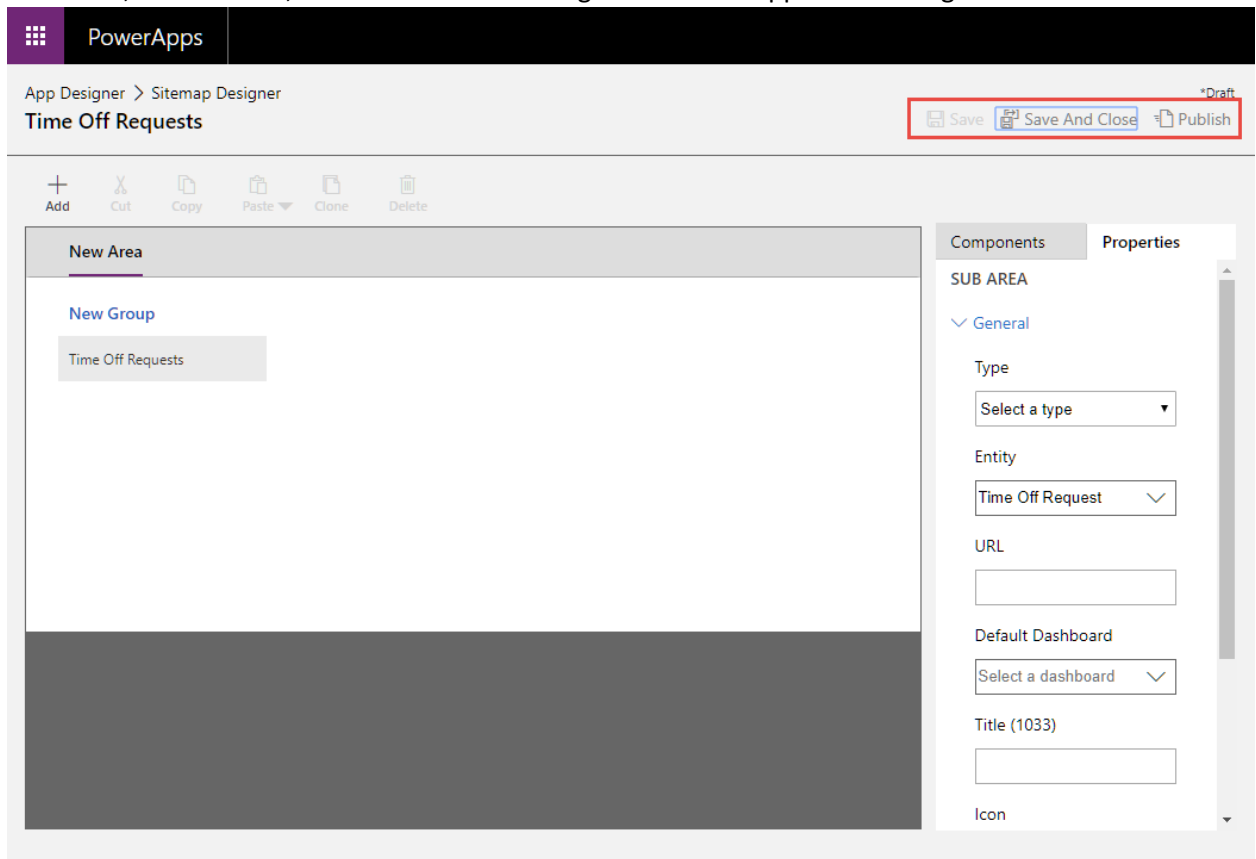 PowerApps
App Designer > Sitemap Designer
*Draft
Time Off Requests
Save Save And Close Publish
Add Cut Copy Paste Clone Delete
New Area
Components Properties
SUB AREA
New Group
General
Time Off Requests
Type
Select a type
Entity
Time Off Request
URL
Default Dashboard
Select a dashboard
Title (1033)
Icon